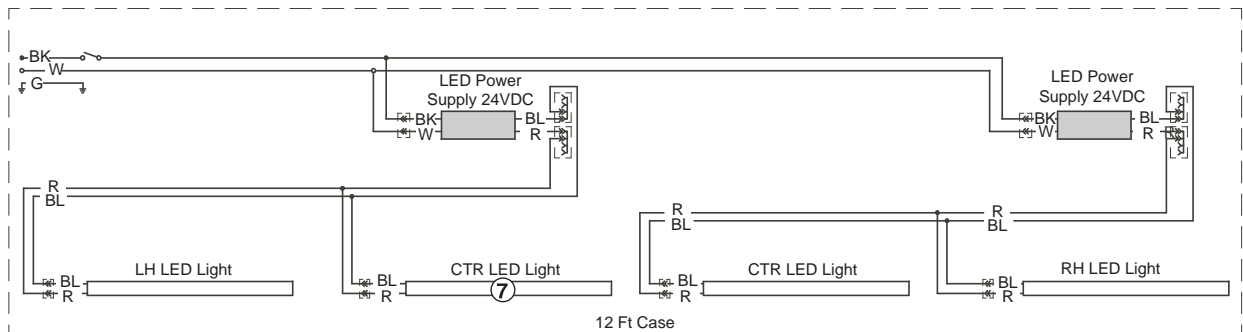 BK
W
G
LED Power
Supply 24VDC
BK
W
BL
R
LED Power
Supply 24VDC
BK
W
BL
R
R
BL
R
BL
R
BL
LH LED Light
BL
R
CTR LED Light
BL
R
7
CTR LED Light
BL
R
RH LED Light
BL
R
12 Ft Case